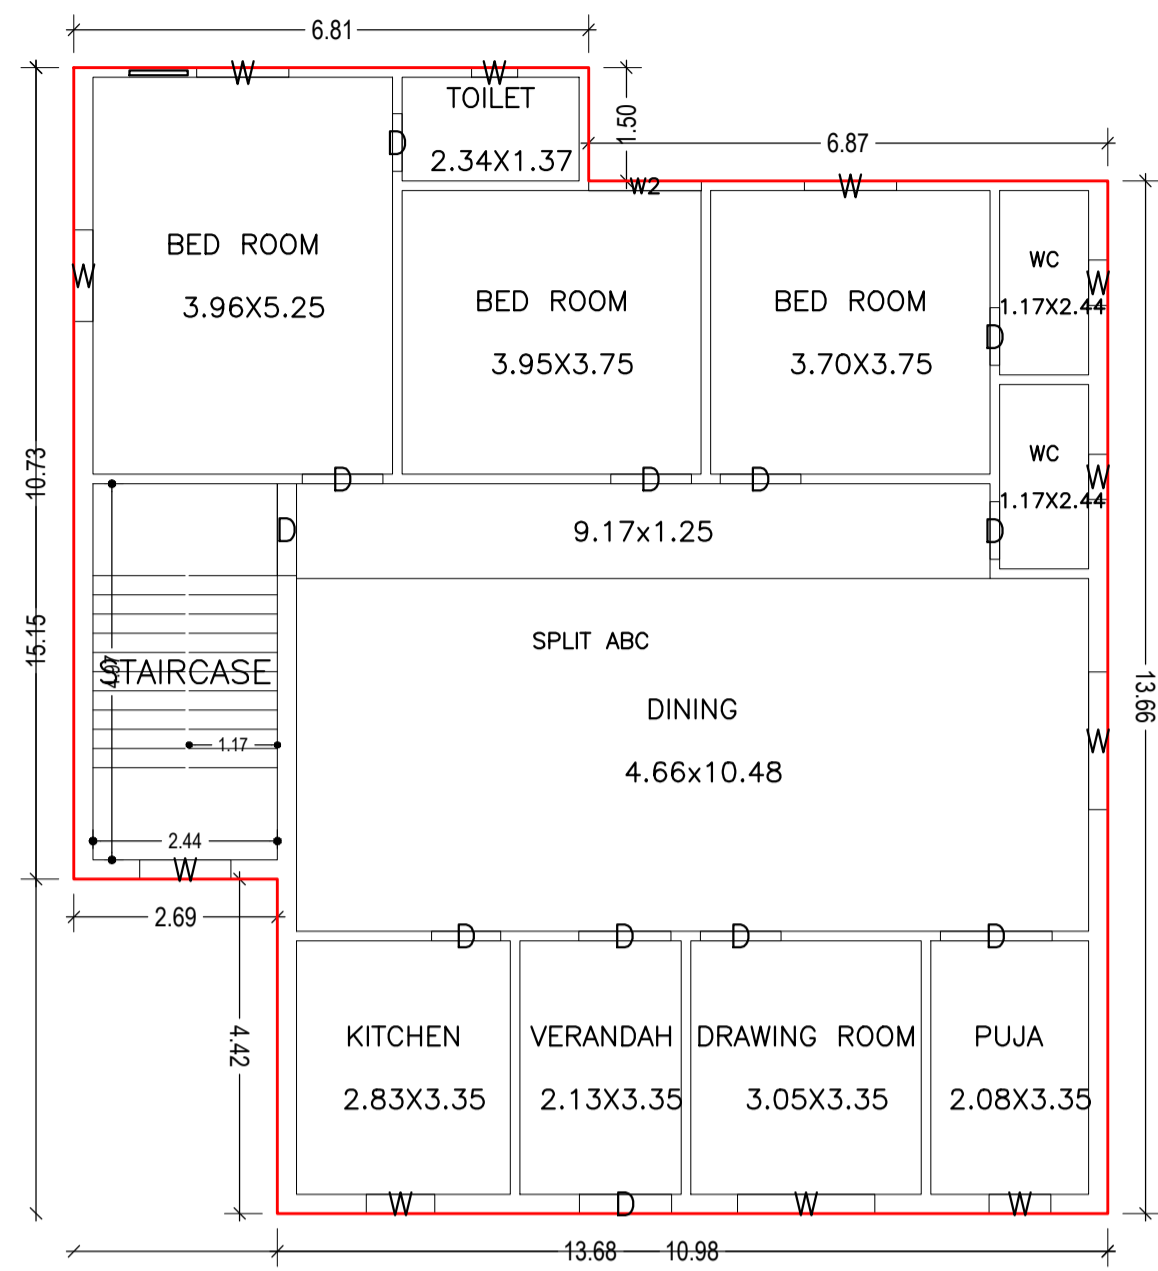 6.81
W
W
TOILET
D
2.34X1.37
1.50
6.87
W2
W
BED ROOM
3.96X5.25
W
BED ROOM
3.95X3.75
BED ROOM
3.70X3.75
WC
W
1.17X2.44
D
WC
W
1.17X2.44
10.73
D
D
D
D
9.17x1.25
D
15.15
SPLIT ABC
STAIRCASE
4.97
DINING
4.66x10.48
13.66
W
1.17
2.44
W
2.69
D
D
D
D
4.42
KITCHEN
2.83X3.35
VERANDAH
2.13X3.35
DRAWING ROOM
3.05X3.35
PUJA
2.08X3.35
W
D
W
W
13.68
10.98